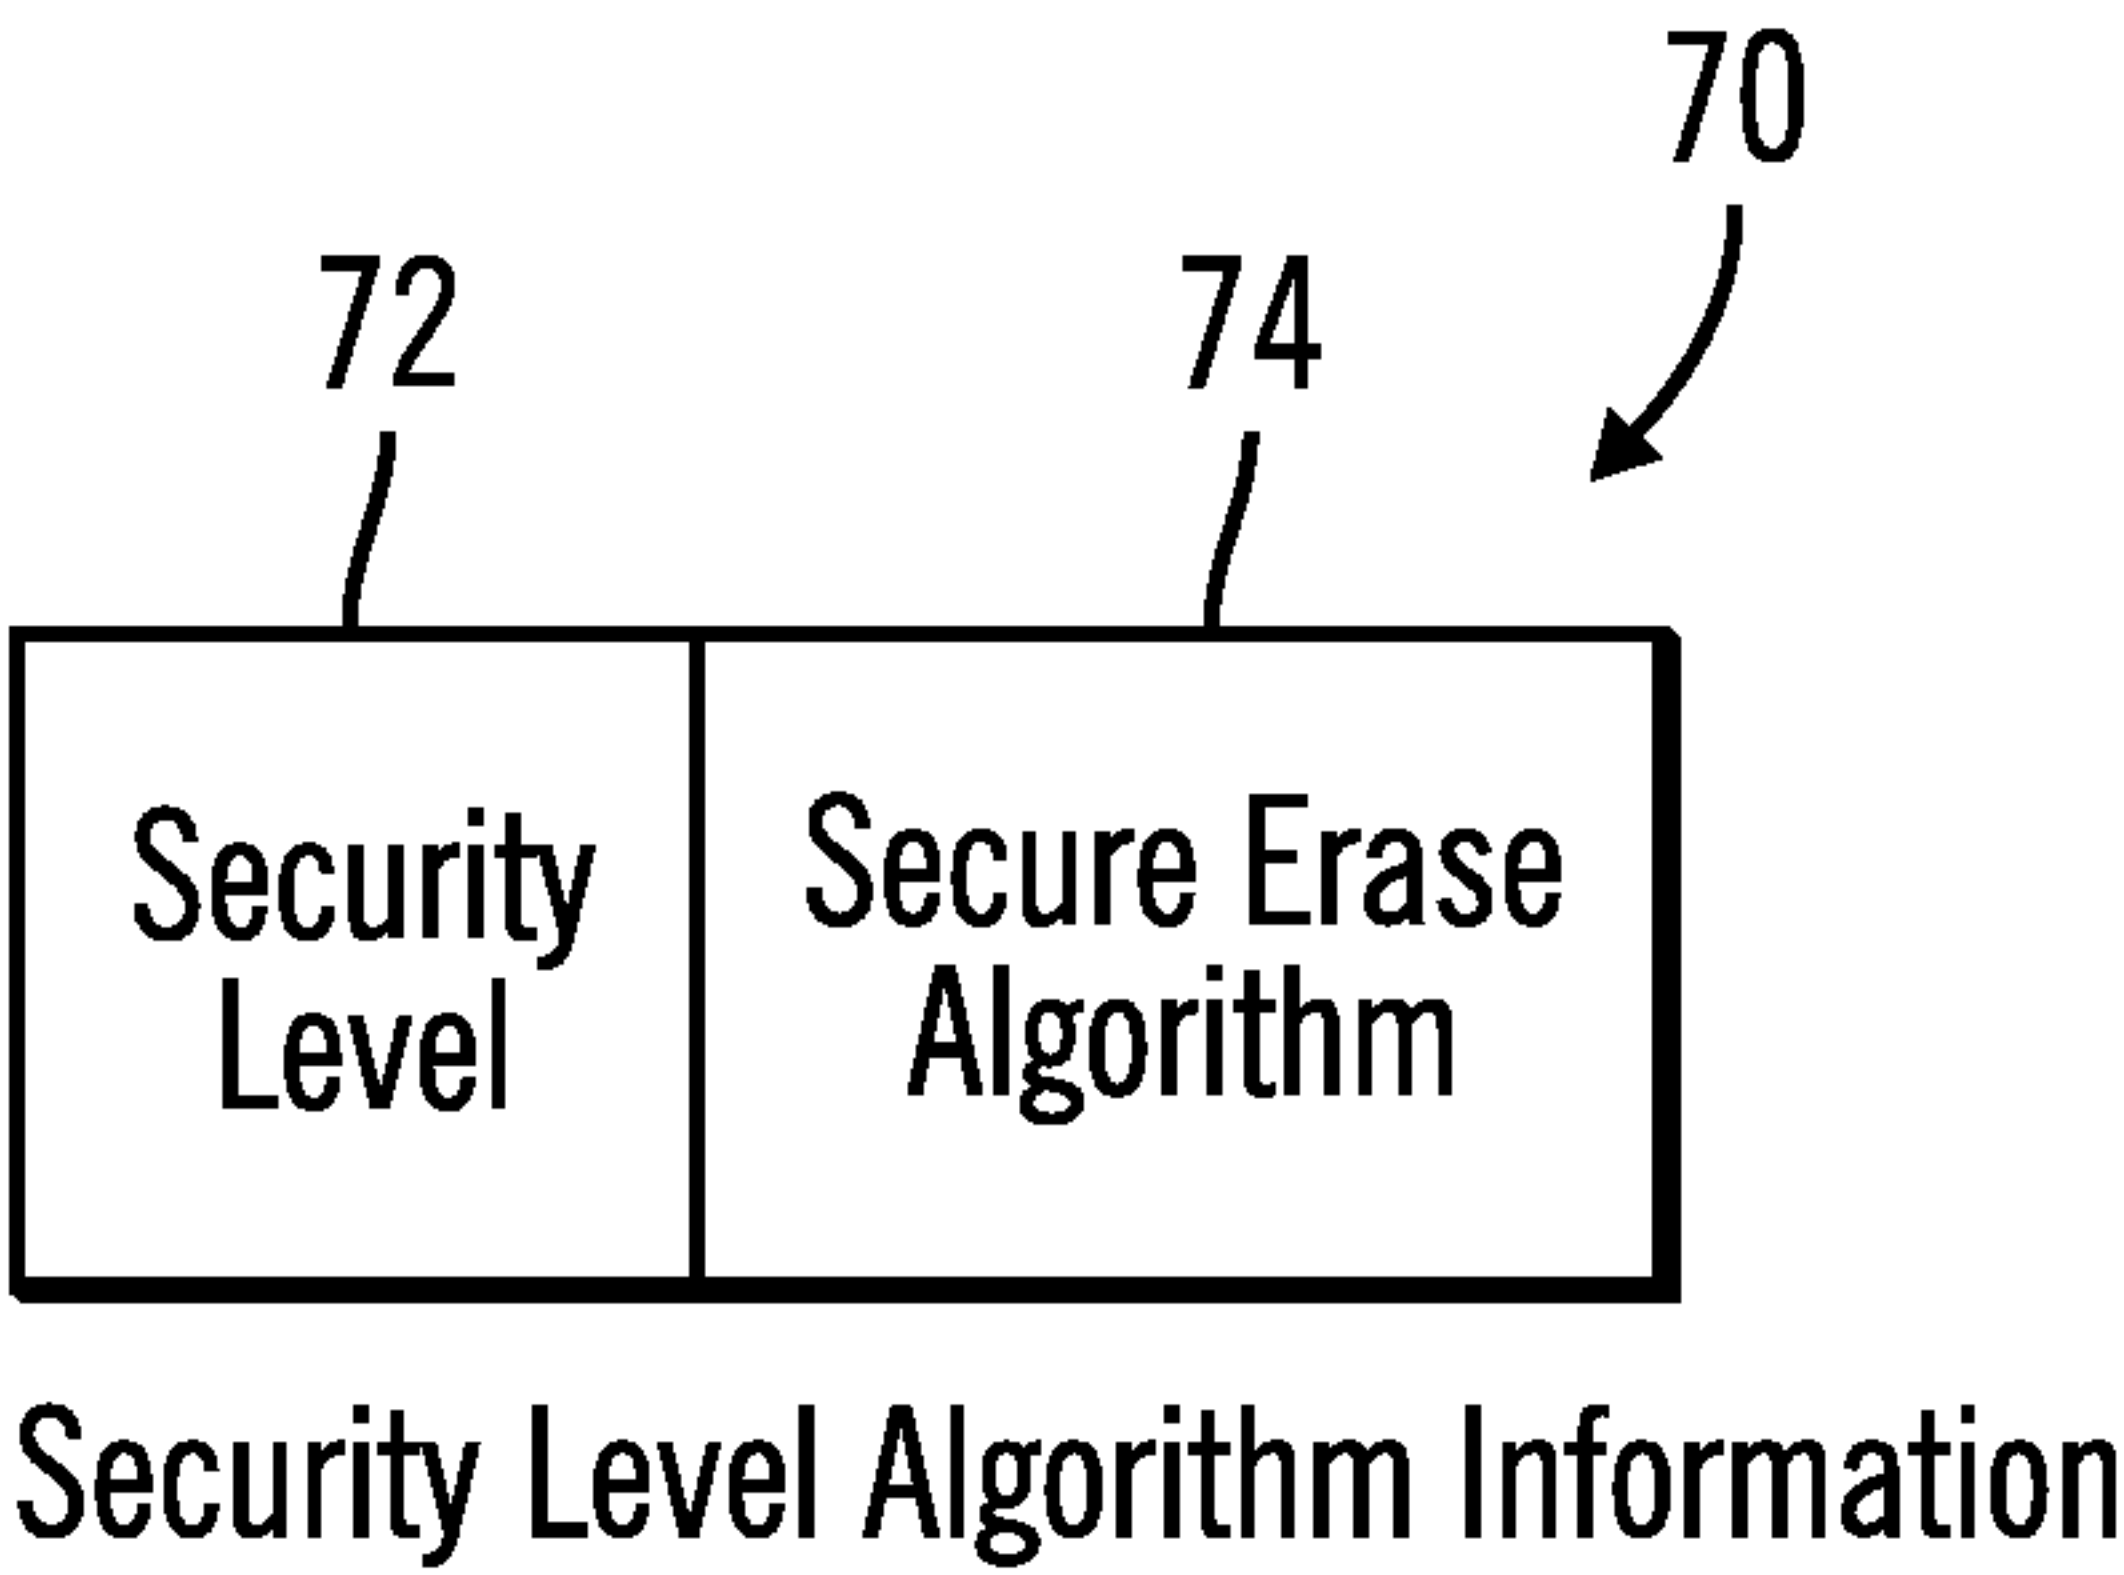 70
72
74
Security
Level
Secure Erase
Algorithm
Security Level Algorithm Information